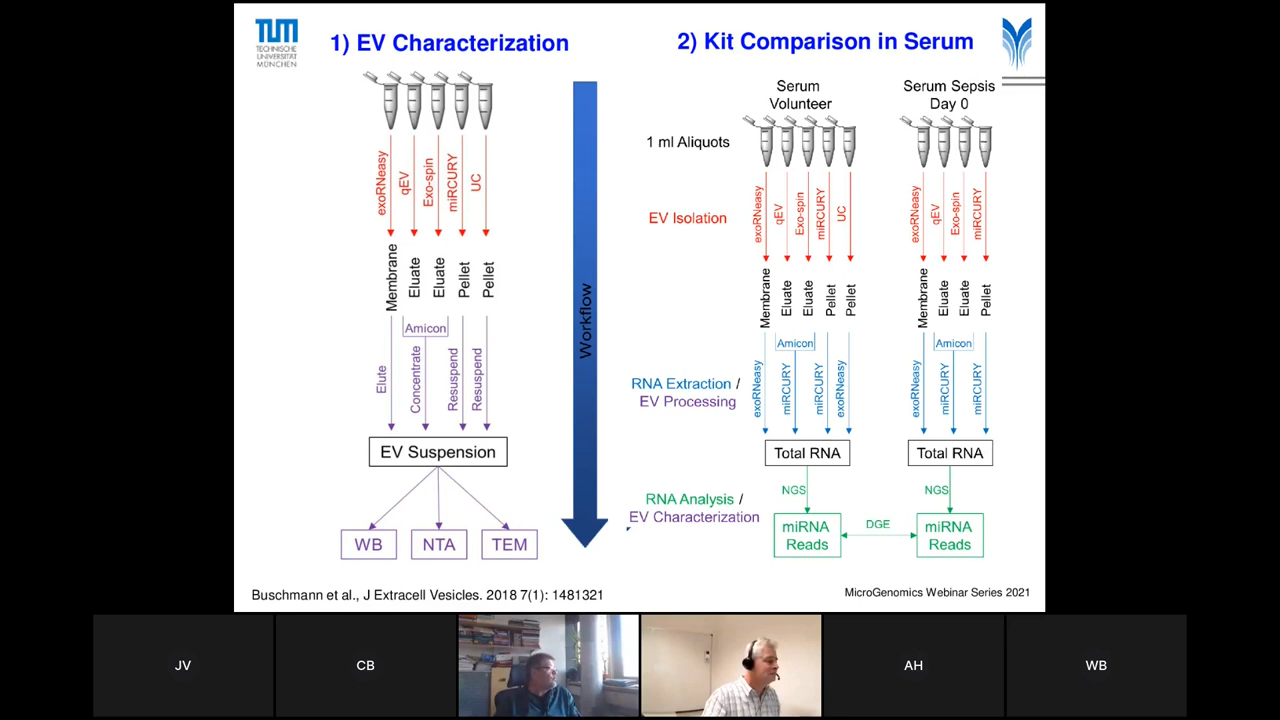 TUM
TECHNISCHE
UNIVERSITÄT
MÜNCHEN
1) EV Characterization
exoRNeasy
qEV
Exo-spin
miRCURY
UC
Membrane
Eluate
Eluate
Pellet
Pellet
Amicon
Elute
Concentrate
Resuspend
Resuspend
EV Suspension
WB
NTA
TEM
Workflow
2) Kit Comparison in Serum
Serum
Volunteer
Serum Sepsis
Day 0
1 ml Aliquots
EV Isolation
exoRNeasy
qEV
Exo-spin
miRCURY
UC
exoRNeasy
qEV
Exo-spin
miRCURY
Membrane
Eluate
Eluate
Pellet
Pellet
Membrane
Eluate
Eluate
Pellet
Amicon
Amicon
RNA Extraction /
EV Processing
exoRNeasy
miRCURY
miRCURY
exoRNeasy
exoRNeasy
miRCURY
miRCURY
Total RNA
Total RNA
NGS
NGS
RNA Analysis /
EV Characterization
miRNA
Reads
DGE
miRNA
Reads
Buschmann et al., J Extracell Vesicles. 2018 7(1): 1481321
MicroGenomics Webinar Series 2021
JV
CB
AH
WB